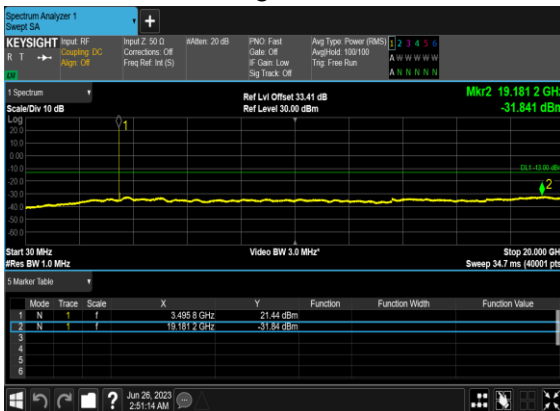 Spectrum Analyzer 1
Swept SA
KEYSIGHT Input: RF Input Z: 50 Ω #Atten: 20 dB PNO: Fast Avg Type: Power (RMS) 1 2 3 4 5 6
R T Coupling: DC Corrections: Off Gate: Off Avg|Hold: 100/100 A W W W W W
Align: Off Freq Ref: Int (S) IF Gain: Low Trig: Free Run
Sig Track: Off A N N N N N
LV
1 Spectrum
Ref Lvl Offset 33.41 dB Mkr2 19.181 2 GHz
Scale/Div 10 dB Ref Level 30.00 dBm -31.841 dBm
Log
20.0
10.0
0.00
-10.0
DL1 -13.00 dBm
-20.0
-30.0
-40.0
-50.0
-60.0
1
2
Start 30 MHz Video BW 3.0 MHz* Stop 20.000 GH
#Res BW 1.0 MHz Sweep 34.7 ms (40001 pts
5 Marker Table
Mode Trace Scale X Y Function Function Width Function Value
1 N 1 f 3.495 8 GHz 21.44 dBm
2 N 1 f 19.181 2 GHz -31.84 dBm
3
4
5
6
? Jun 26, 2023
2:51:14 AM